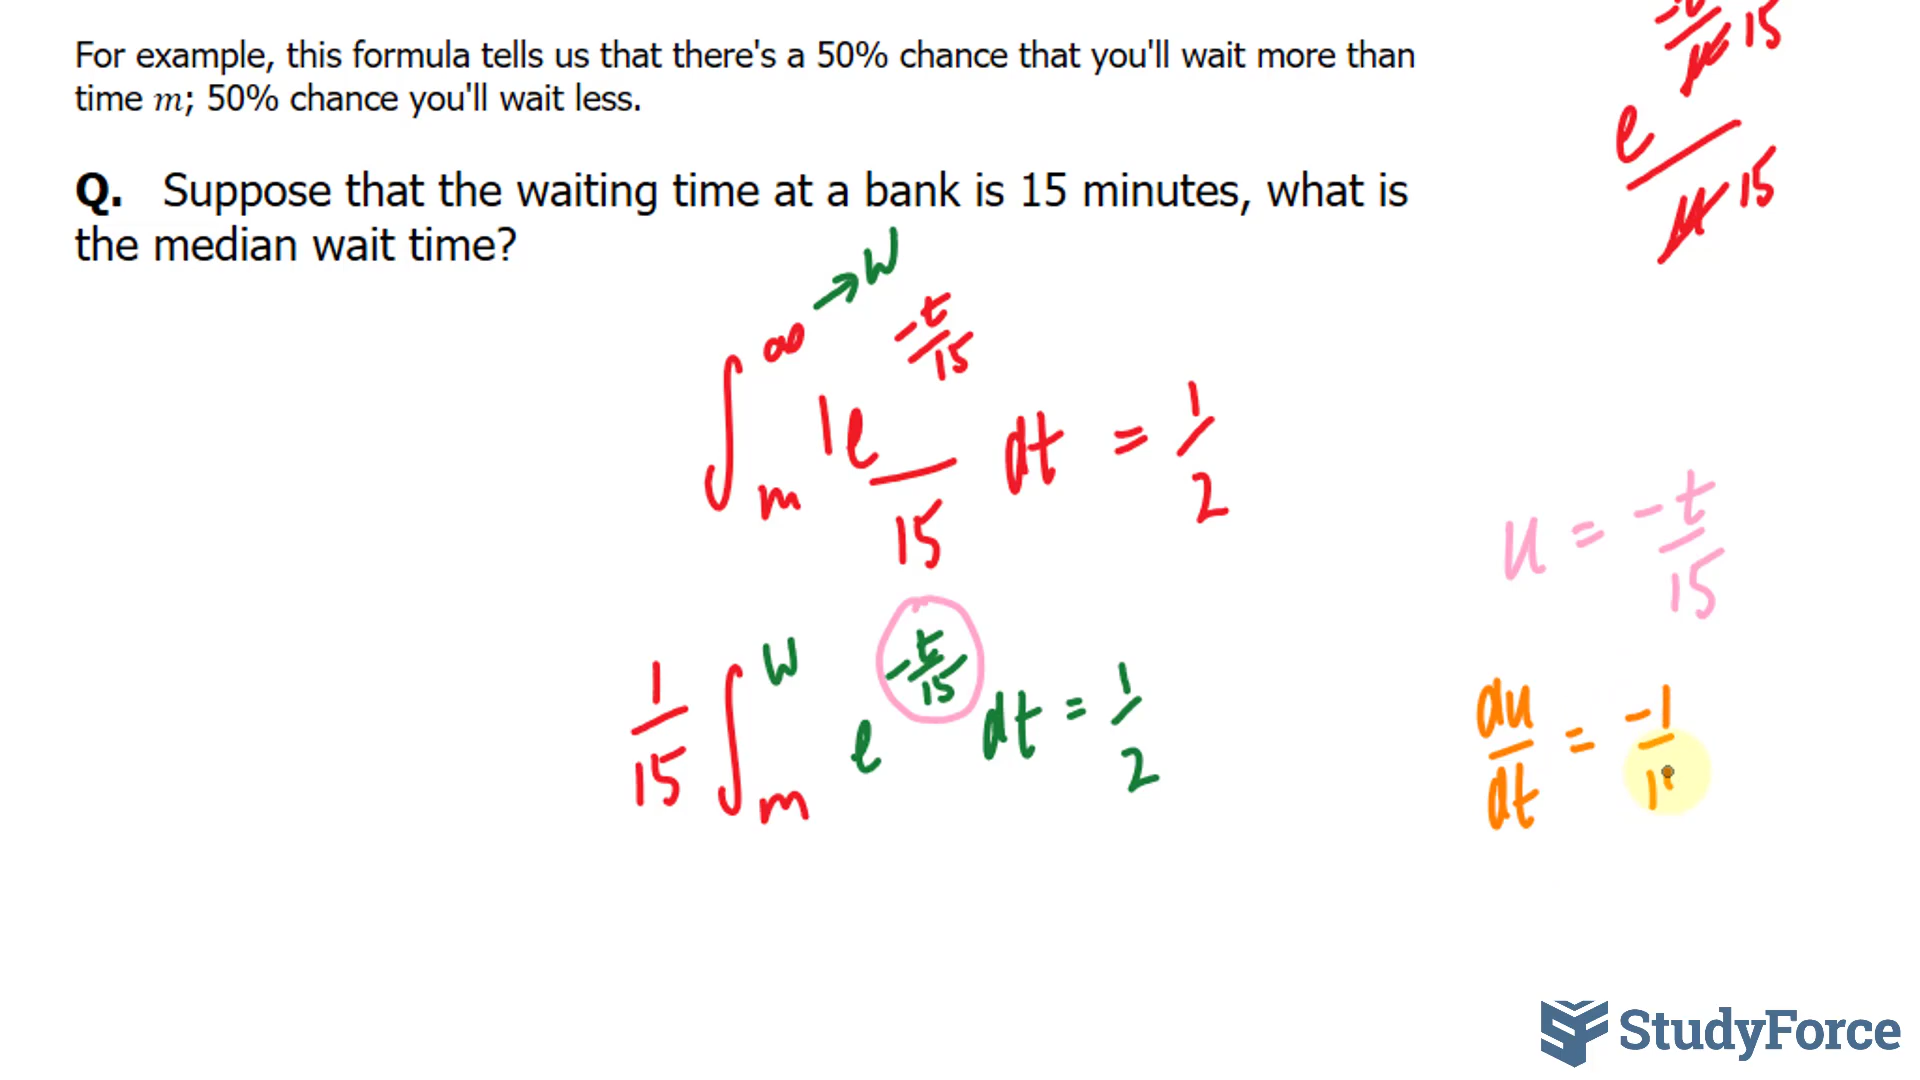 For example, this formula tells us that there's a 50% chance that you'll wait more than
time m; 50% chance you'll wait less.
Q. Suppose that the waiting time at a bank is 15 minutes, what is
the median wait time?
e / μ 15
∫ m ∞ → w 1e^(-t/15) / 15 dt = 1/2
u = -t/15
1/15 ∫ m w e^(-t/15) dt = 1/2
du/dt = -1/1
StudyForce